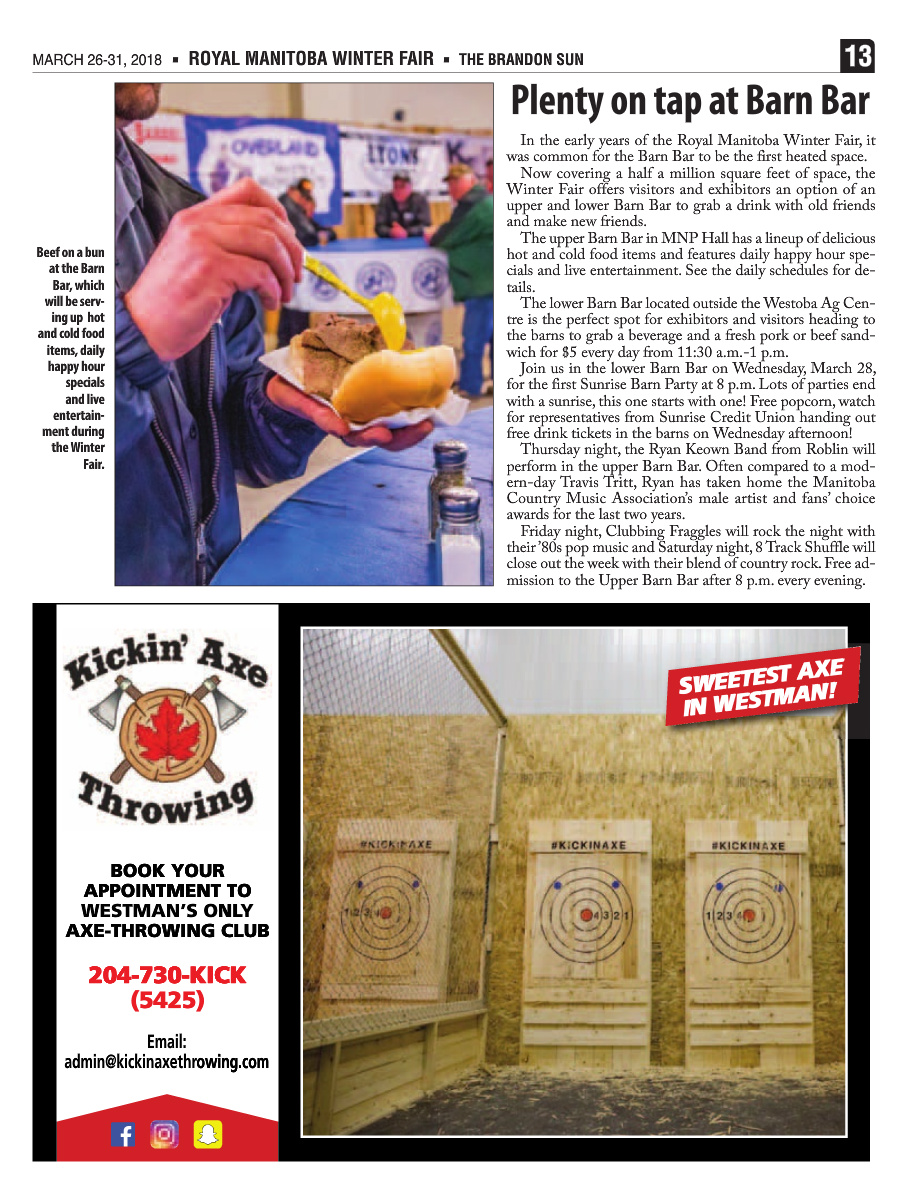 MARCH 26-31, 2018 ▪ ROYAL MANITOBA WINTER FAIR ▪ THE BRANDON SUN
13
Beef on a bun
at the Barn
Bar, which
will be serv-
ing up hot
and cold food
items, daily
happy hour
specials
and live
entertain-
ment during
the Winter
Fair.
OVERLAND
LYONS
Plenty on tap at Barn Bar
In the early years of the Royal Manitoba Winter Fair, it
was common for the Barn Bar to be the first heated space.
Now covering a half a million square feet of space, the
Winter Fair offers visitors and exhibitors an option of an
upper and lower Barn Bar to grab a drink with old friends
and make new friends.
The upper Barn Bar in MNP Hall has a lineup of delicious
hot and cold food items and features daily happy hour spe-
cials and live entertainment. See the daily schedules for de-
tails.
The lower Barn Bar located outside the Westoba Ag Cen-
tre is the perfect spot for exhibitors and visitors heading to
the barns to grab a beverage and a fresh pork or beef sand-
wich for $5 every day from 11:30 a.m.-1 p.m.
Join us in the lower Barn Bar on Wednesday, March 28,
for the first Sunrise Barn Party at 8 p.m. Lots of parties end
with a sunrise, this one starts with one! Free popcorn, watch
for representatives from Sunrise Credit Union handing out
free drink tickets in the barns on Wednesday afternoon!
Thursday night, the Ryan Keown Band from Roblin will
perform in the upper Barn Bar. Often compared to a mod-
ern-day Travis Tritt, Ryan has taken home the Manitoba
Country Music Association's male artist and fans' choice
awards for the last two years.
Friday night, Clubbing Fraggles will rock the night with
their '80s pop music and Saturday night, 8 Track Shuffle will
close out the week with their blend of country rock. Free ad-
mission to the Upper Barn Bar after 8 p.m. every evening.
Kickin' Axe
Throwing
BOOK YOUR
APPOINTMENT TO
WESTMAN'S ONLY
AXE-THROWING CLUB
204-730-KICK
(5425)
Email:
admin@kickinaxethrowing.com
SWEETEST AXE
IN WESTMAN!
#KICKINAXE
1 2 3 4
#KICKINAXE
4 3 2 1
#KICKINAXE
1 2 3 4